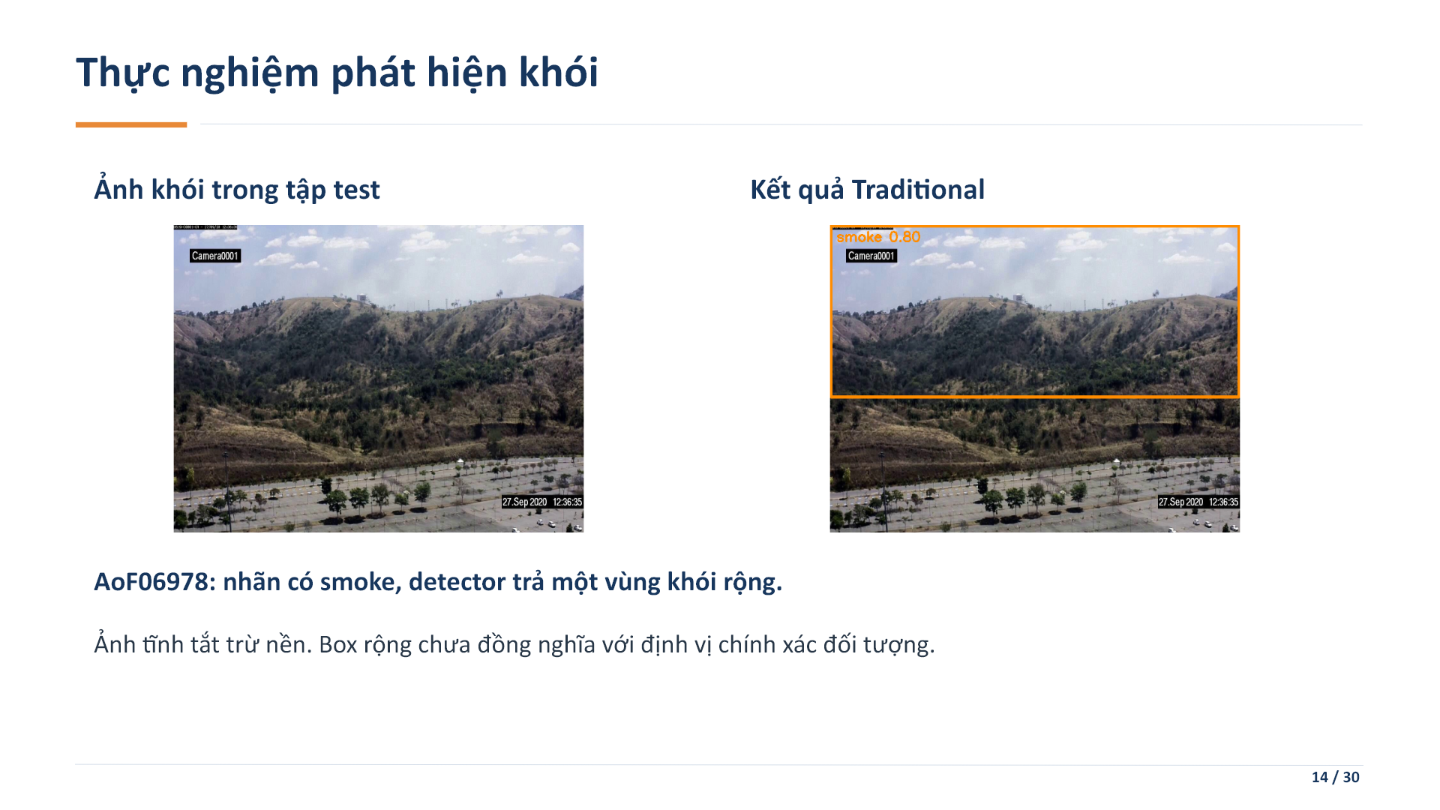 Thực nghiệm phát hiện khói
Ảnh khói trong tập test
Kết quả Traditional
Camera0001
27.Sep 2020 12:36:35
smoke 0.80
Camera0001
27.Sep 2020 12:36:35
AoF06978: nhãn có smoke, detector trả một vùng khói rộng.
Ảnh tĩnh tắt trừ nền. Box rộng chưa đồng nghĩa với định vị chính xác đối tượng.
14 / 30